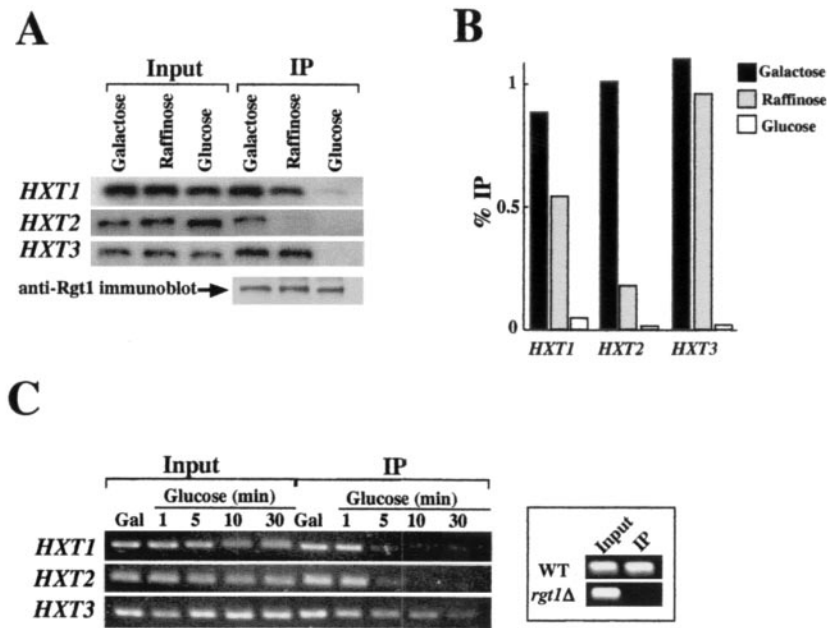 A
Input IP
Galactose Raffinose Glucose Galactose Raffinose Glucose
HXT1
HXT2
HXT3
anti-Rgt1 immunoblot
B
1
0.5
0
% IP
HXT1 HXT2 HXT3
Galactose
Raffinose
Glucose
C
Input IP
Glucose (min) Glucose (min)
Gal 1 5 10 30 Gal 1 5 10 30
HXT1
HXT2
HXT3
Input IP
WT
rgt1Δ